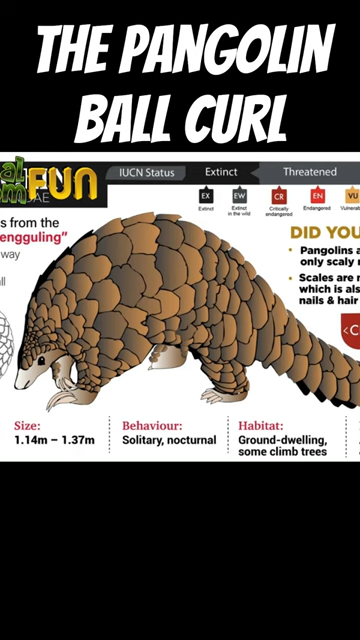 THE PANGOLIN
BALL CURL
FUN
IUCN Status
Extinct
Threatened
EX
EW
CR
EN
VU
Extinct
Extinct
in the wild
Critically
endangered
Endangered
s from the
engguling”
way
DID YOU
• Pangolins a
only scaly
• Scales are
which is als
nails & hair
Size:
1.14m – 1.37m
Behaviour:
Solitary, nocturnal
Habitat:
Ground-dwelling,
some climb trees